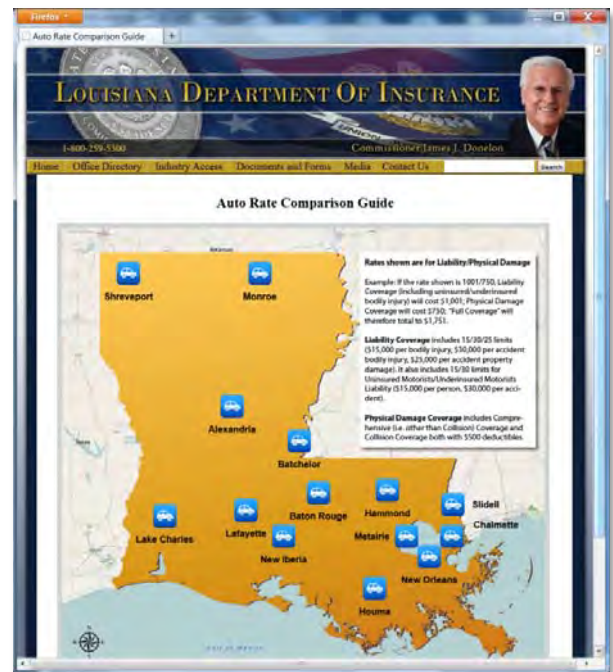 Firefox
Auto Rate Comparison Guide
LOUISIANA DEPARTMENT OF INSURANCE
1-800-259-5300
Commissioner James J. Donelon
Home Office Directory Industry Access Documents and Forms Media Contact Us Search
Auto Rate Comparison Guide
Rates shown are for Liability/Physical Damage
Example: If the rate shown is 1001/750, Liability
Coverage (including uninsured/underinsured
bodily injury) will cost $1,001; Physical Damage
Coverage will cost $750; "Full Coverage" will
therefore total to $1,751.
Liability Coverage includes 15/30/25 limits
($15,000 per bodily injury, $30,000 per accident
bodily injury, $25,000 per accident property
damage). It also includes 15/30 limits for
Uninsured Motorists/Underinsured Motorists
Liability ($15,000 per person, $30,000 per acci-
dent).
Physical Damage Coverage includes Compre-
hensive (i.e. other than Collision) Coverage and
Collision Coverage both with $500 deductibles
Shreveport
Monroe
Alexandria
Batchelor
Lake Charles
Lafayette
Baton Rouge
Hammond
Slidell
Chalmette
Metairie
New Iberia
New Orleans
Houma